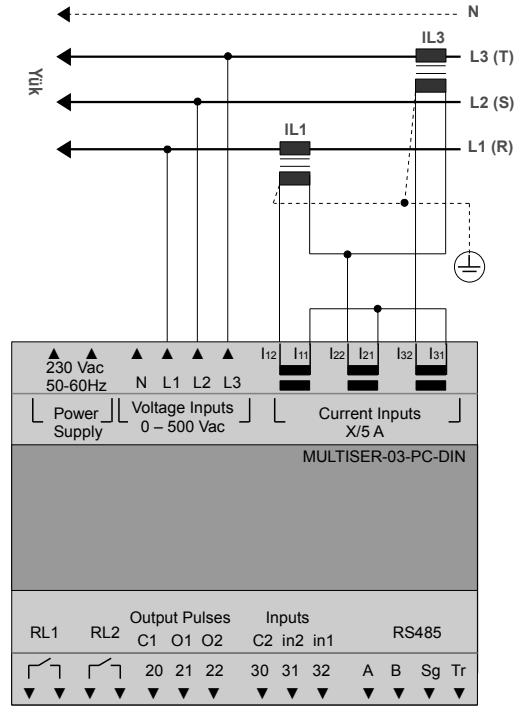 N
IL3
L3 (T)
Yük
L2 (S)
IL1
L1 (R)
I12 I11 I22 I21 I32 I31
230 Vac
50-60Hz
N L1 L2 L3
Power
Supply
Voltage Inputs
0 – 500 Vac
Current Inputs
X/5 A
MULTISER-03-PC-DIN
Output Pulses
Inputs
RL1 RL2 C1 O1 O2 C2 in2 in1 RS485
20 21 22 30 31 32 A B Sg Tr